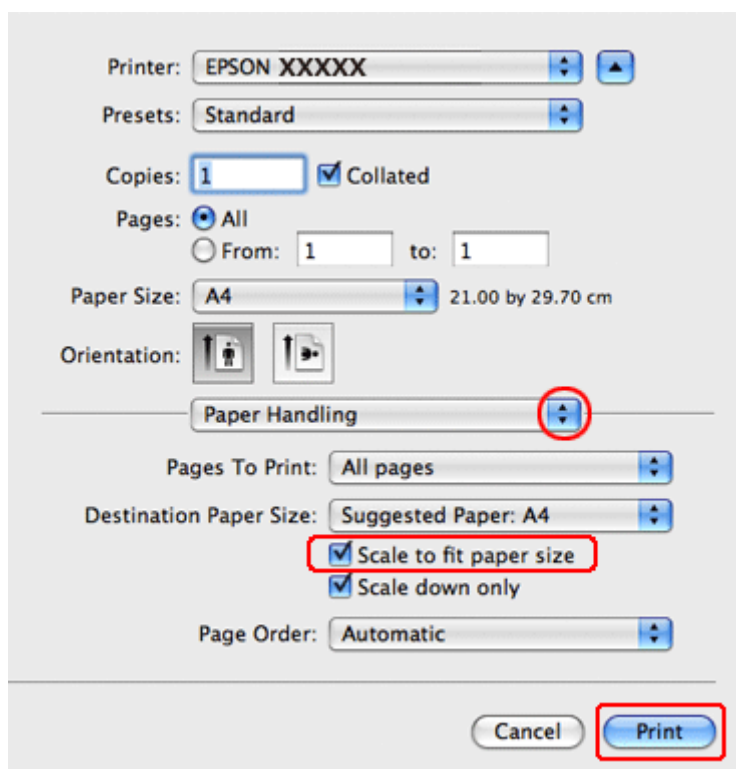 Printer: EPSON XXXXX
Presets: Standard
Copies: 1 Collated
Pages: All
From: 1 to: 1
Paper Size: A4 21.00 by 29.70 cm
Orientation:
Paper Handling
Pages To Print: All pages
Destination Paper Size: Suggested Paper: A4
Scale to fit paper size
Scale down only
Page Order: Automatic
Cancel Print